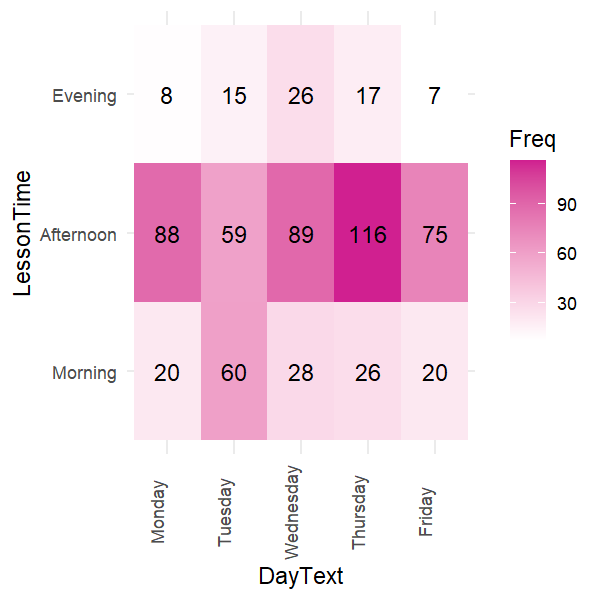 Evening 8 15 26 17 7
Freq
90
60
30
LessonTime
Afternoon 88 59 89 116 75
Morning 20 60 28 26 20
Monday Tuesday Wednesday Thursday Friday
DayText